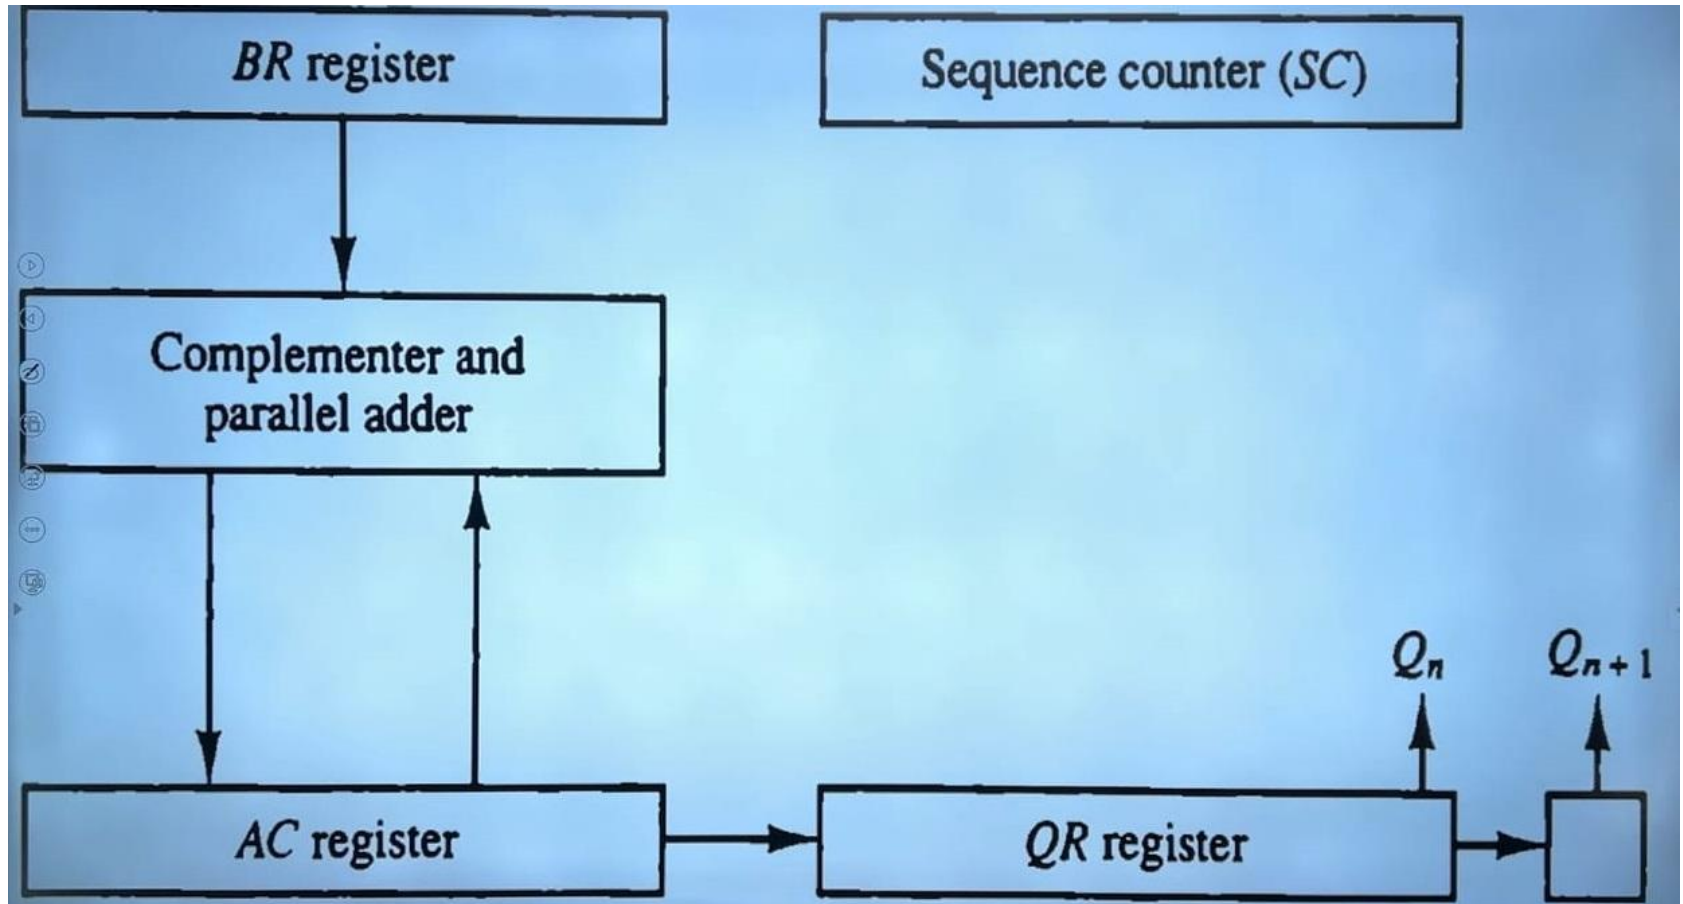 BR register
Sequence counter (SC)
Complementer and
parallel adder
Qn
Qn + 1
AC register
QR register